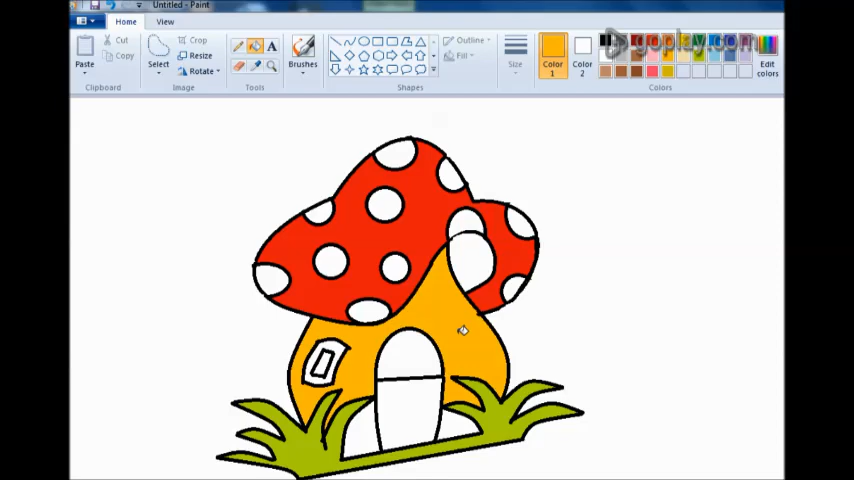 Untitled - Paint
Home View
Paste
Cut
Copy
Clipboard
Select
Crop
Resize
Rotate
Image
Tools
Brushes
Outline
Fill
Shapes
Size
Color 1
Color 2
Edit colors
Colors
goplay.com